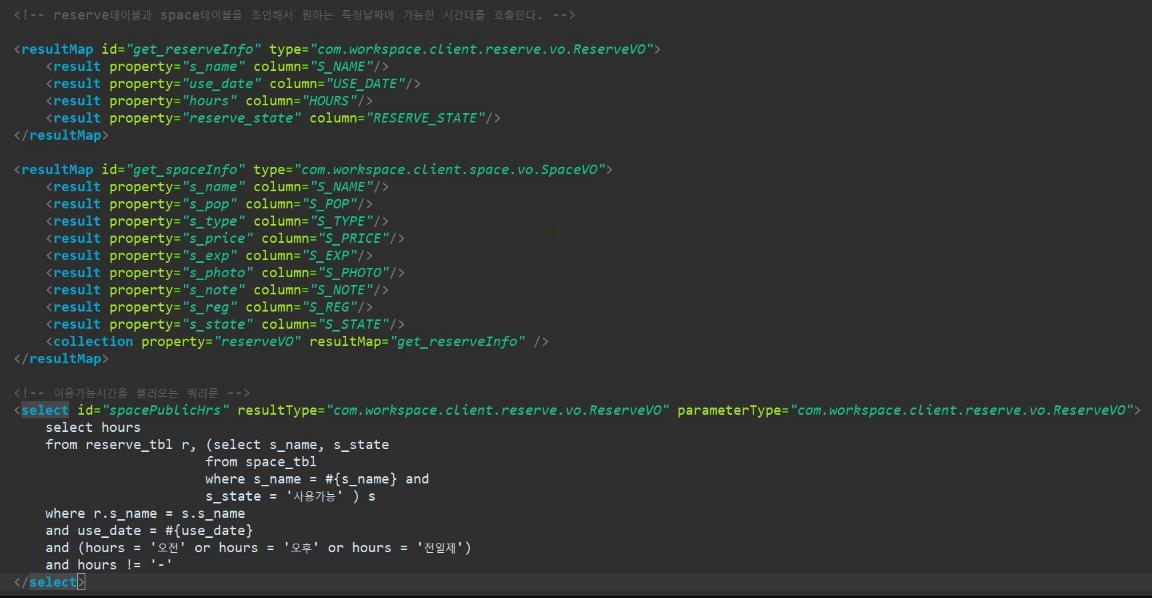 <!-- reserve테이블과 space테이블을 조인해서 원하는 특정날짜에 가능한 시간대를 호출한다. -->
<resultMap id="get_reserveInfo" type="com.workspace.client.reserve.vo.ReserveVO">
<result property="s_name" column="S_NAME"/>
<result property="use_date" column="USE_DATE"/>
<result property="hours" column="HOURS"/>
<result property="reserve_state" column="RESERVE_STATE"/>
</resultMap>
<resultMap id="get_spaceInfo" type="com.workspace.client.space.vo.SpaceVO">
<result property="s_name" column="S_NAME"/>
<result property="s_pop" column="S_POP"/>
<result property="s_type" column="S_TYPE"/>
<result property="s_price" column="S_PRICE"/>
<result property="s_exp" column="S_EXP"/>
<result property="s_photo" column="S_PHOTO"/>
<result property="s_note" column="S_NOTE"/>
<result property="s_reg" column="S_REG"/>
<result property="s_state" column="S_STATE"/>
<collection property="reserveVO" resultMap="get_reserveInfo" />
</resultMap>
<!-- 이용가능시간을 불러오는 쿼리문 -->
<select id="spacePublicHrs" resultType="com.workspace.client.reserve.vo.ReserveVO" parameterType="com.workspace.client.reserve.vo.ReserveVO">
select hours
from reserve_tbl r, (select s_name, s_state
from space_tbl
where s_name = #{s_name} and
s_state = '사용가능' ) s
where r.s_name = s.s_name
and use_date = #{use_date}
and (hours = '오전' or hours = '오후' or hours = '전일제')
and hours != '-'
</select>